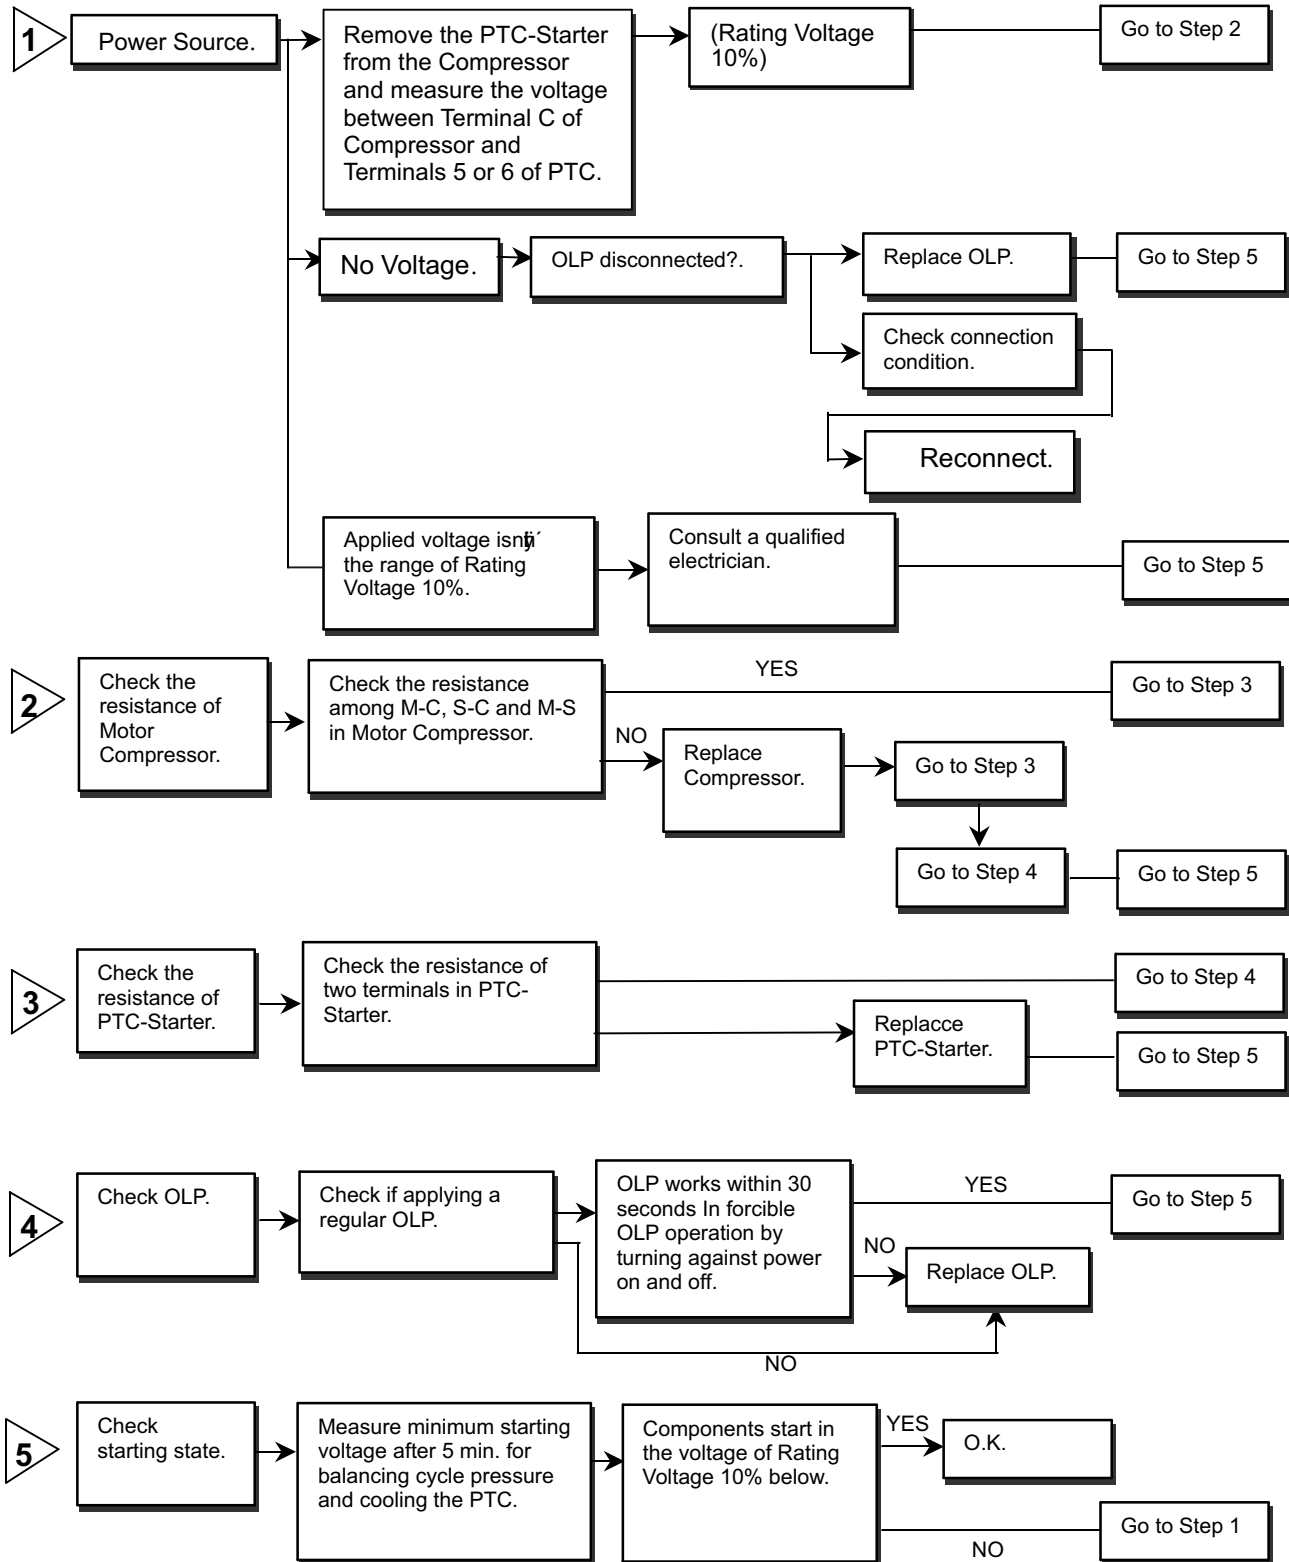 1
Power Source.
Remove the PTC-Starter
from the Compressor
and measure the voltage
between Terminal C of
Compressor and
Terminals 5 or 6 of PTC.
(Rating Voltage
10%)
Go to Step 2
No Voltage.
OLP disconnected?.
Replace OLP.
Go to Step 5
Check connection
condition.
Reconnect.
Applied voltage
the range of Rating
Voltage 10%.
Consult a qualified
electrician.
Go to Step 5
2
Check the
resistance of
Motor
Compressor.
Check the resistance
among M-C, S-C and M-S
in Motor Compressor.
YES
Go to Step 3
NO
Replace
Compressor.
Go to Step 3
Go to Step 4
Go to Step 5
3
Check the
resistance of
PTC-Starter.
Check the resistance of
two terminals in PTC-
Starter.
Go to Step 4
Replacce
PTC-Starter.
Go to Step 5
4
Check OLP.
Check if applying a
regular OLP.
OLP works within 30
seconds In forcible
OLP operation by
turning against power
on and off.
YES
Go to Step 5
NO
Replace OLP.
NO
5
Check
starting state.
Measure minimum starting
voltage after 5 min. for
balancing cycle pressure
and cooling the PTC.
Components start in
the voltage of Rating
Voltage 10% below.
YES
O.K.
NO
Go to Step 1